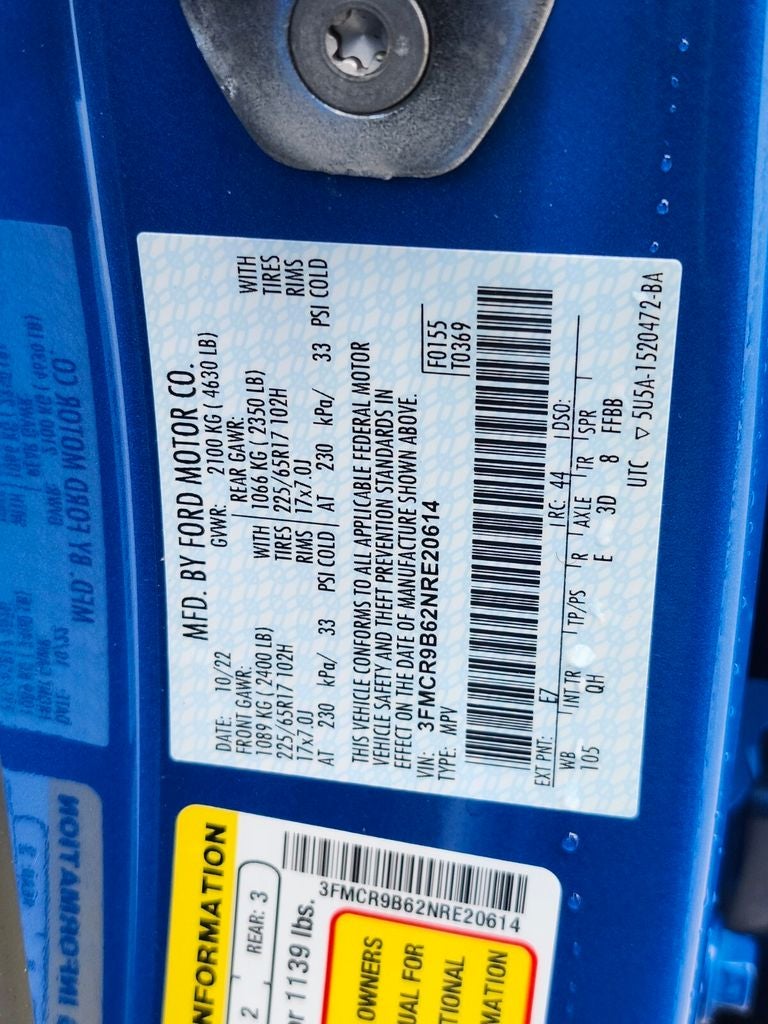 MFD. BY FORD MOTOR CO.
DATE: 10/22 GVWR: 2100 KG ( 4630 LB)
FRONT GAWR: REAR GAWR: WITH
1089 KG ( 2400 LB) WITH 1066 KG ( 2350 LB) TIRES
225/65R17 102H TIRES 225/65R17 102H RIMS
17x7.0J RIMS 17x7.0J
AT 230 kPa/ 33 PSI COLD AT 230 kPa/ 33 PSI COLD
THIS VEHICLE CONFORMS TO ALL APPLICABLE FEDERAL MOTOR
VEHICLE SAFETY AND THEFT PREVENTION STANDARDS IN
EFFECT ON THE DATE OF MANUFACTURE SHOWN ABOVE.
VIN: 3FMCR9B62NRE20614 F0155
TYPE: MPV T0369
EXT PNT: EZ RC: 44 DSO:
WB INT TR TP/PS R AXLE TR SPR
105 QH E 3D 8 FFBB
UTC ▽ 5U5A-1520472-BA
NFORMATION
2 REAR: 3
r 1139 lbs.
3FMCR9B62NRE20614
OWNERS
UAL FOR
TIONAL
MATION